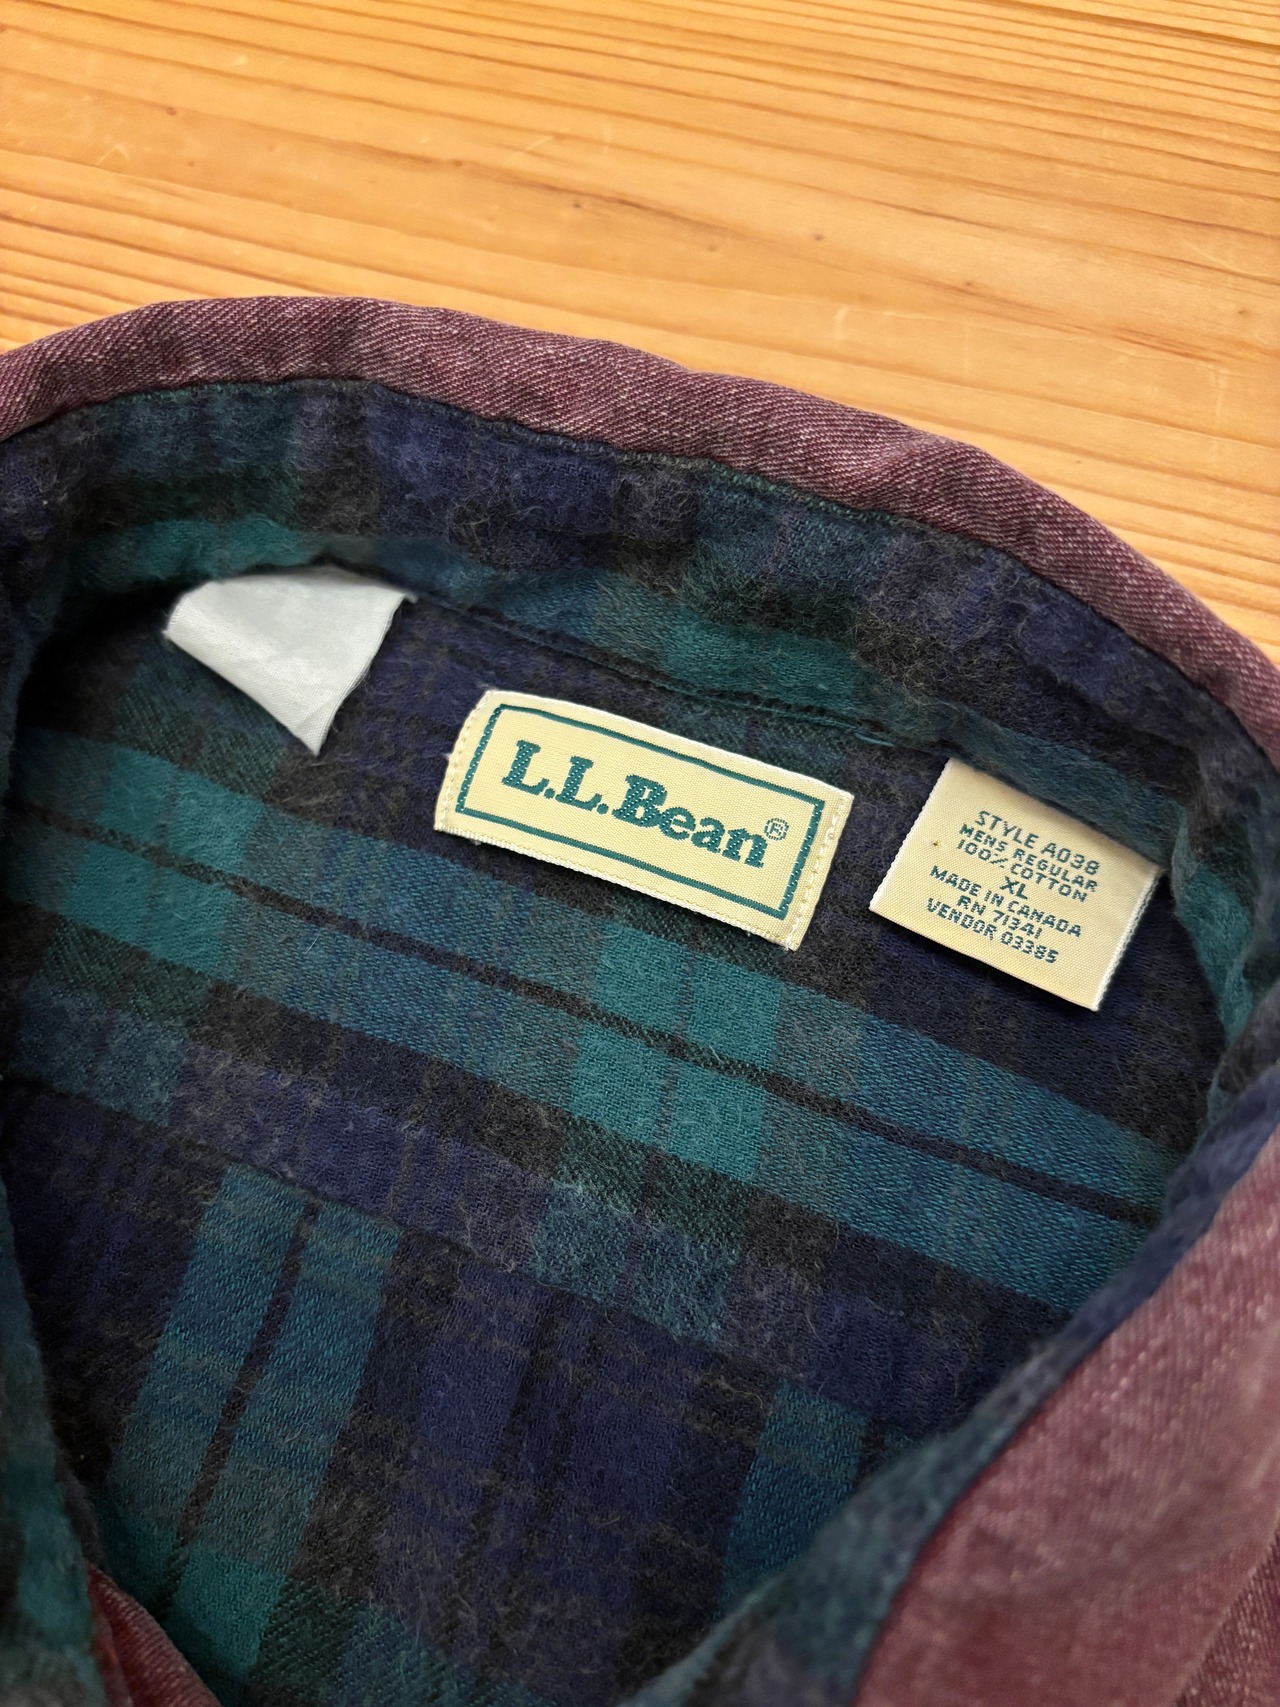 L.L.Bean®
STYLE A038
MENS REGULAR
100% COTTON
XL
MADE IN CANADA
RN 71341
VENDOR 03385